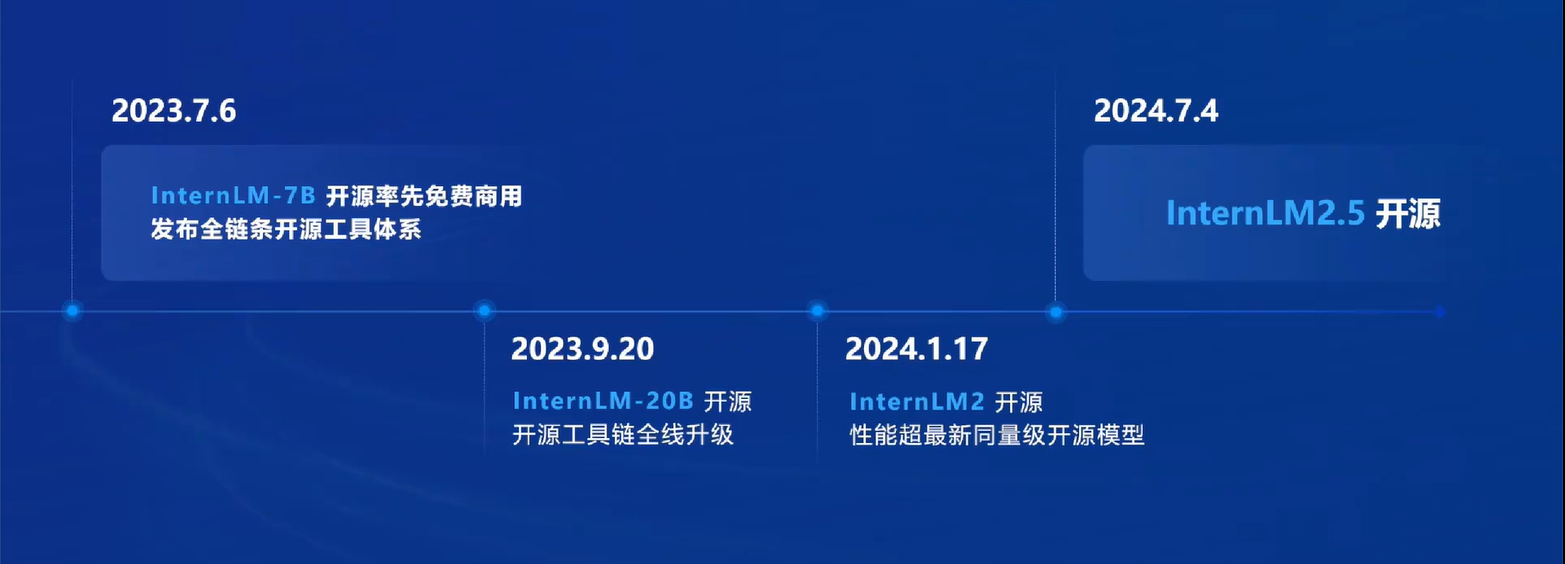 2023.7.6
InternLM-7B 开源率先免费商用
发布全链条开源工具体系
2023.9.20
InternLM-20B 开源
开源工具链全线升级
2024.1.17
InternLM2 开源
性能超最新同量级开源模型
2024.7.4
InternLM2.5 开源